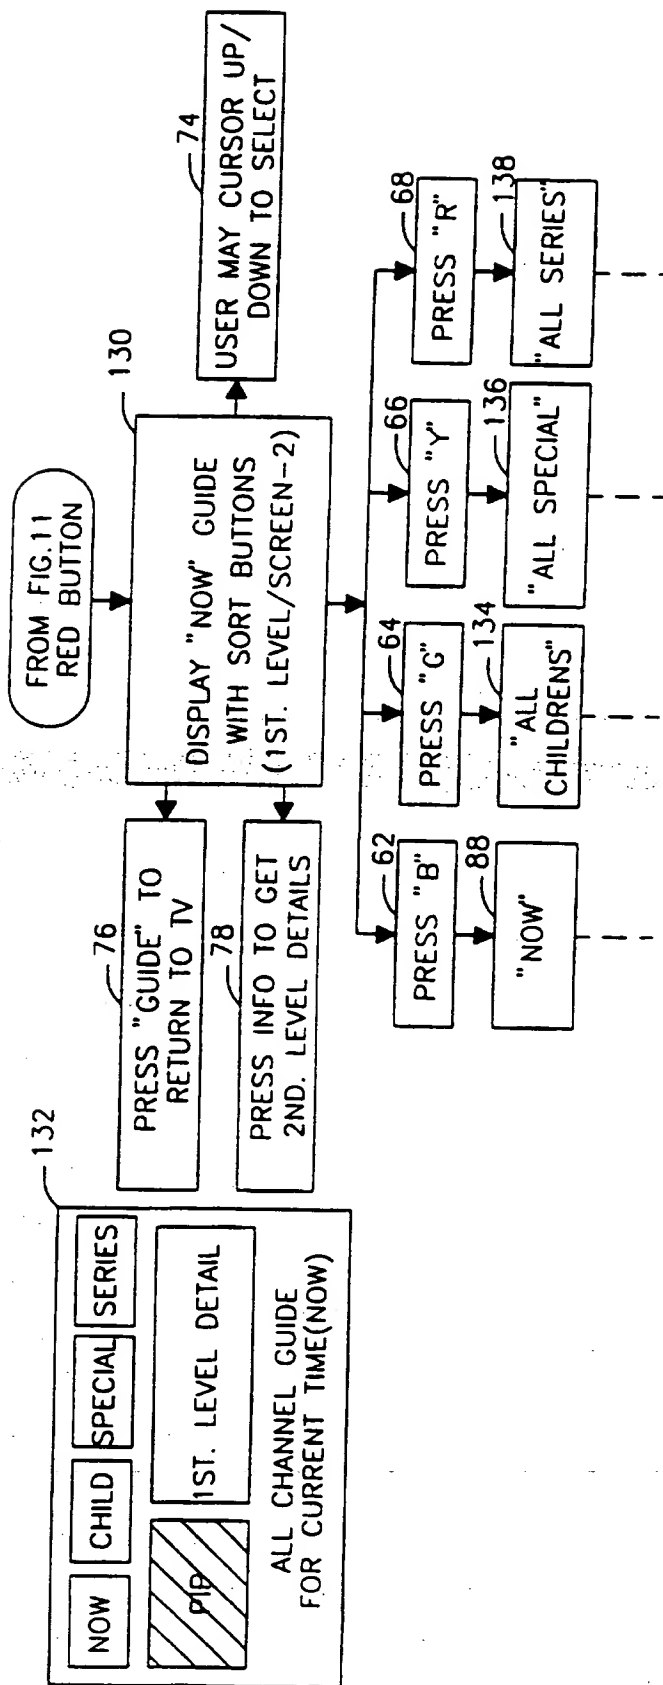 FROM FIG.11
RED BUTTON
130
DISPLAY "NOW" GUIDE
WITH SORT BUTTONS
(1ST. LEVEL/SCREEN-2)
74
USER MAY CURSOR UP/
DOWN TO SELECT
76
PRESS "GUIDE" TO
RETURN TO TV
78
PRESS INFO TO GET
2ND. LEVEL DETAILS
132
NOW
CHILD
SPECIAL
SERIES
PIP
1ST. LEVEL DETAIL
ALL CHANNEL GUIDE
FOR CURRENT TIME(NOW)
62
PRESS "B"
64
PRESS "G"
66
PRESS "Y"
68
PRESS "R"
88
"NOW"
134
"ALL
CHILDRENS"
136
"ALL SPECIAL"
138
"ALL SERIES"